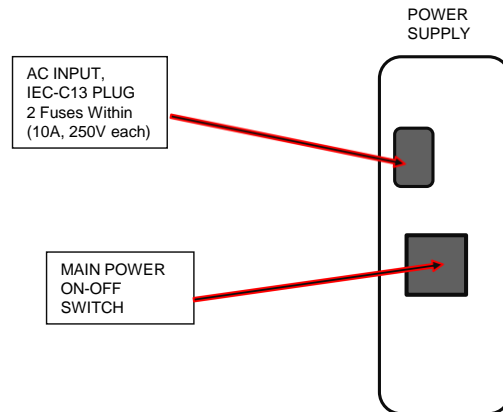 POWER
SUPPLY
AC INPUT,
IEC-C13 PLUG
2 Fuses Within
(10A, 250V each)
MAIN POWER
ON-OFF
SWITCH